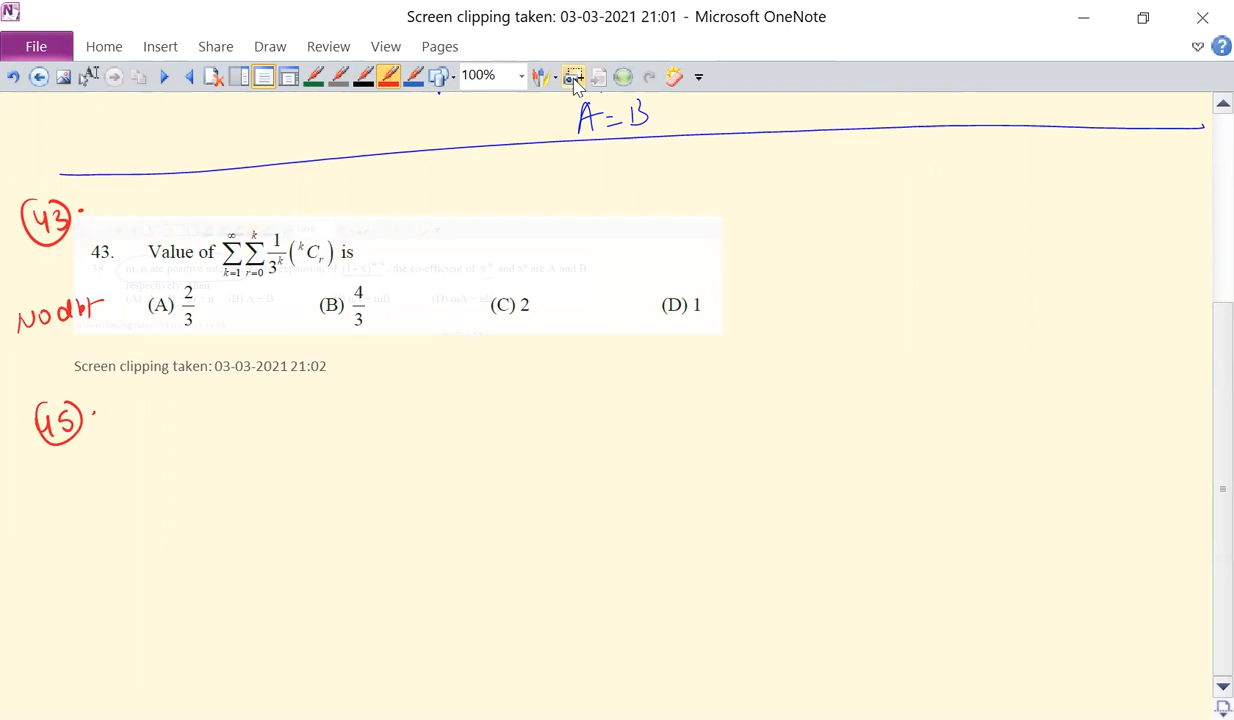 Screen clipping taken: 03-03-2021 21:01 - Microsoft OneNote
File Home Insert Share Draw Review View Pages
100%
A = B
43.
43. Value of ∑_{k=1}^{∞} ∑_{r=0}^{k} 1/3^k (^kC_r) is
(A) 2/3 (B) 4/3 (C) 2 (D) 1
No dbt
Screen clipping taken: 03-03-2021 21:02
45.